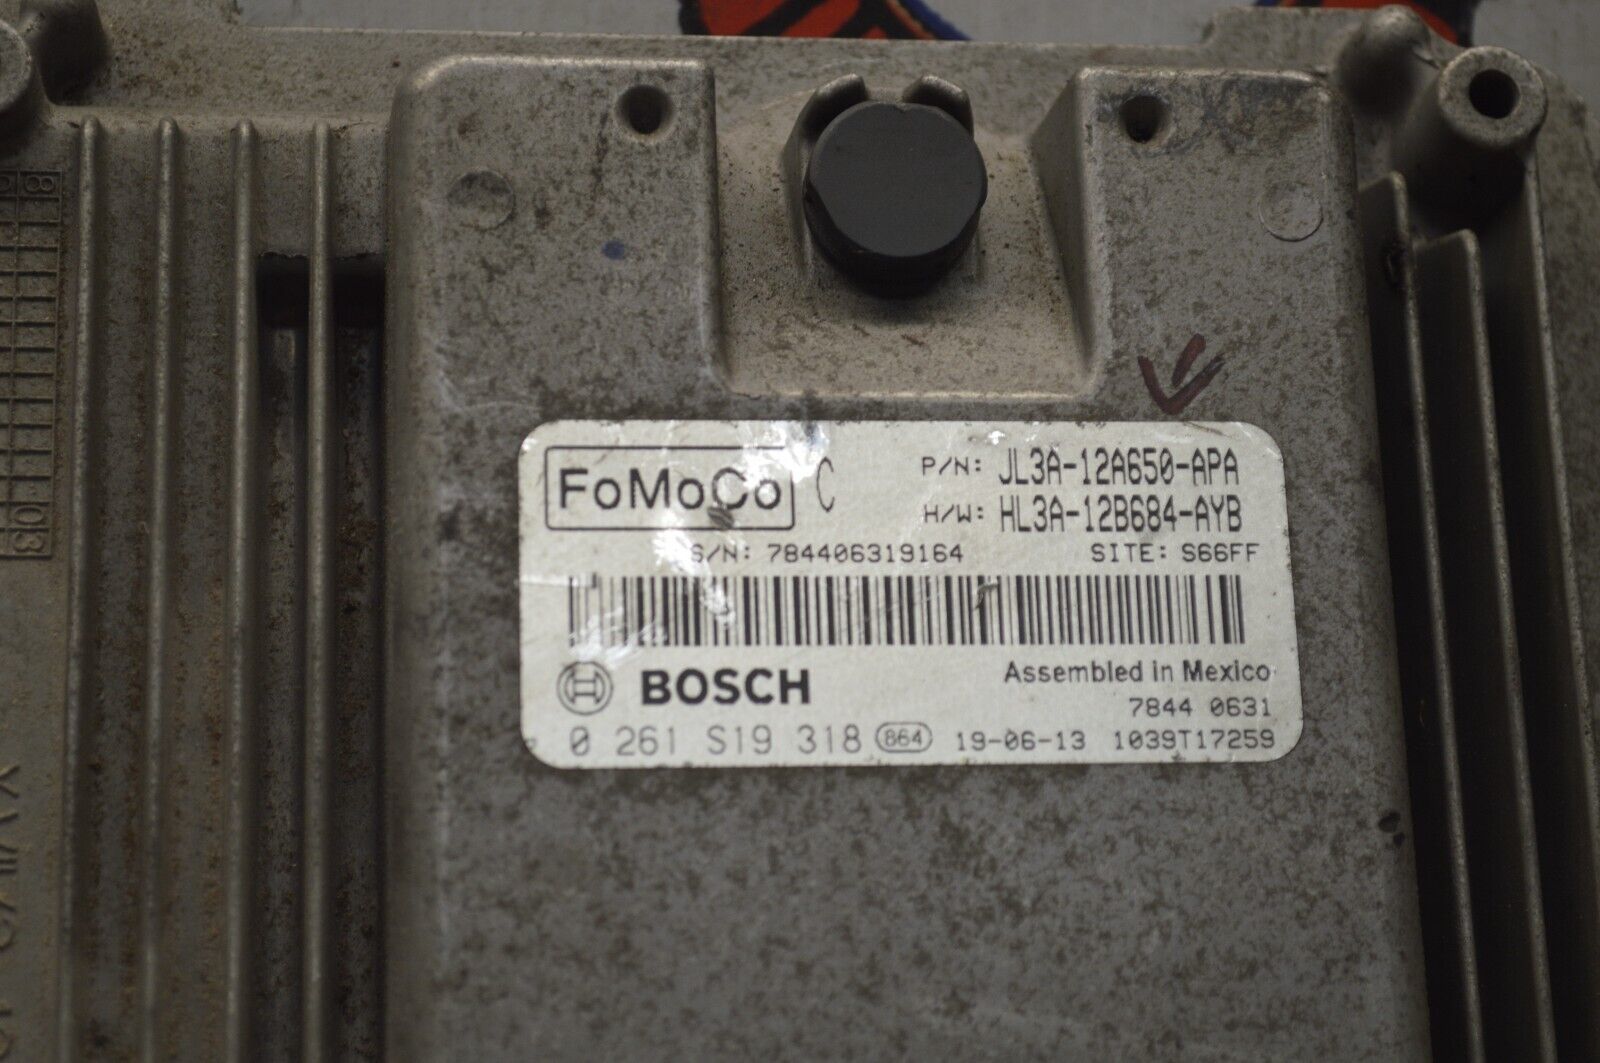 FoMoCo C P/N: JL3A-12A650-APA
H/W: HL3A-12B684-AYB
S/N: 784406319164 SITE: S66FF
BOSCH Assembled in Mexico
7844 0631
0 261 S19 318 864 19-06-13 1039T17259
03